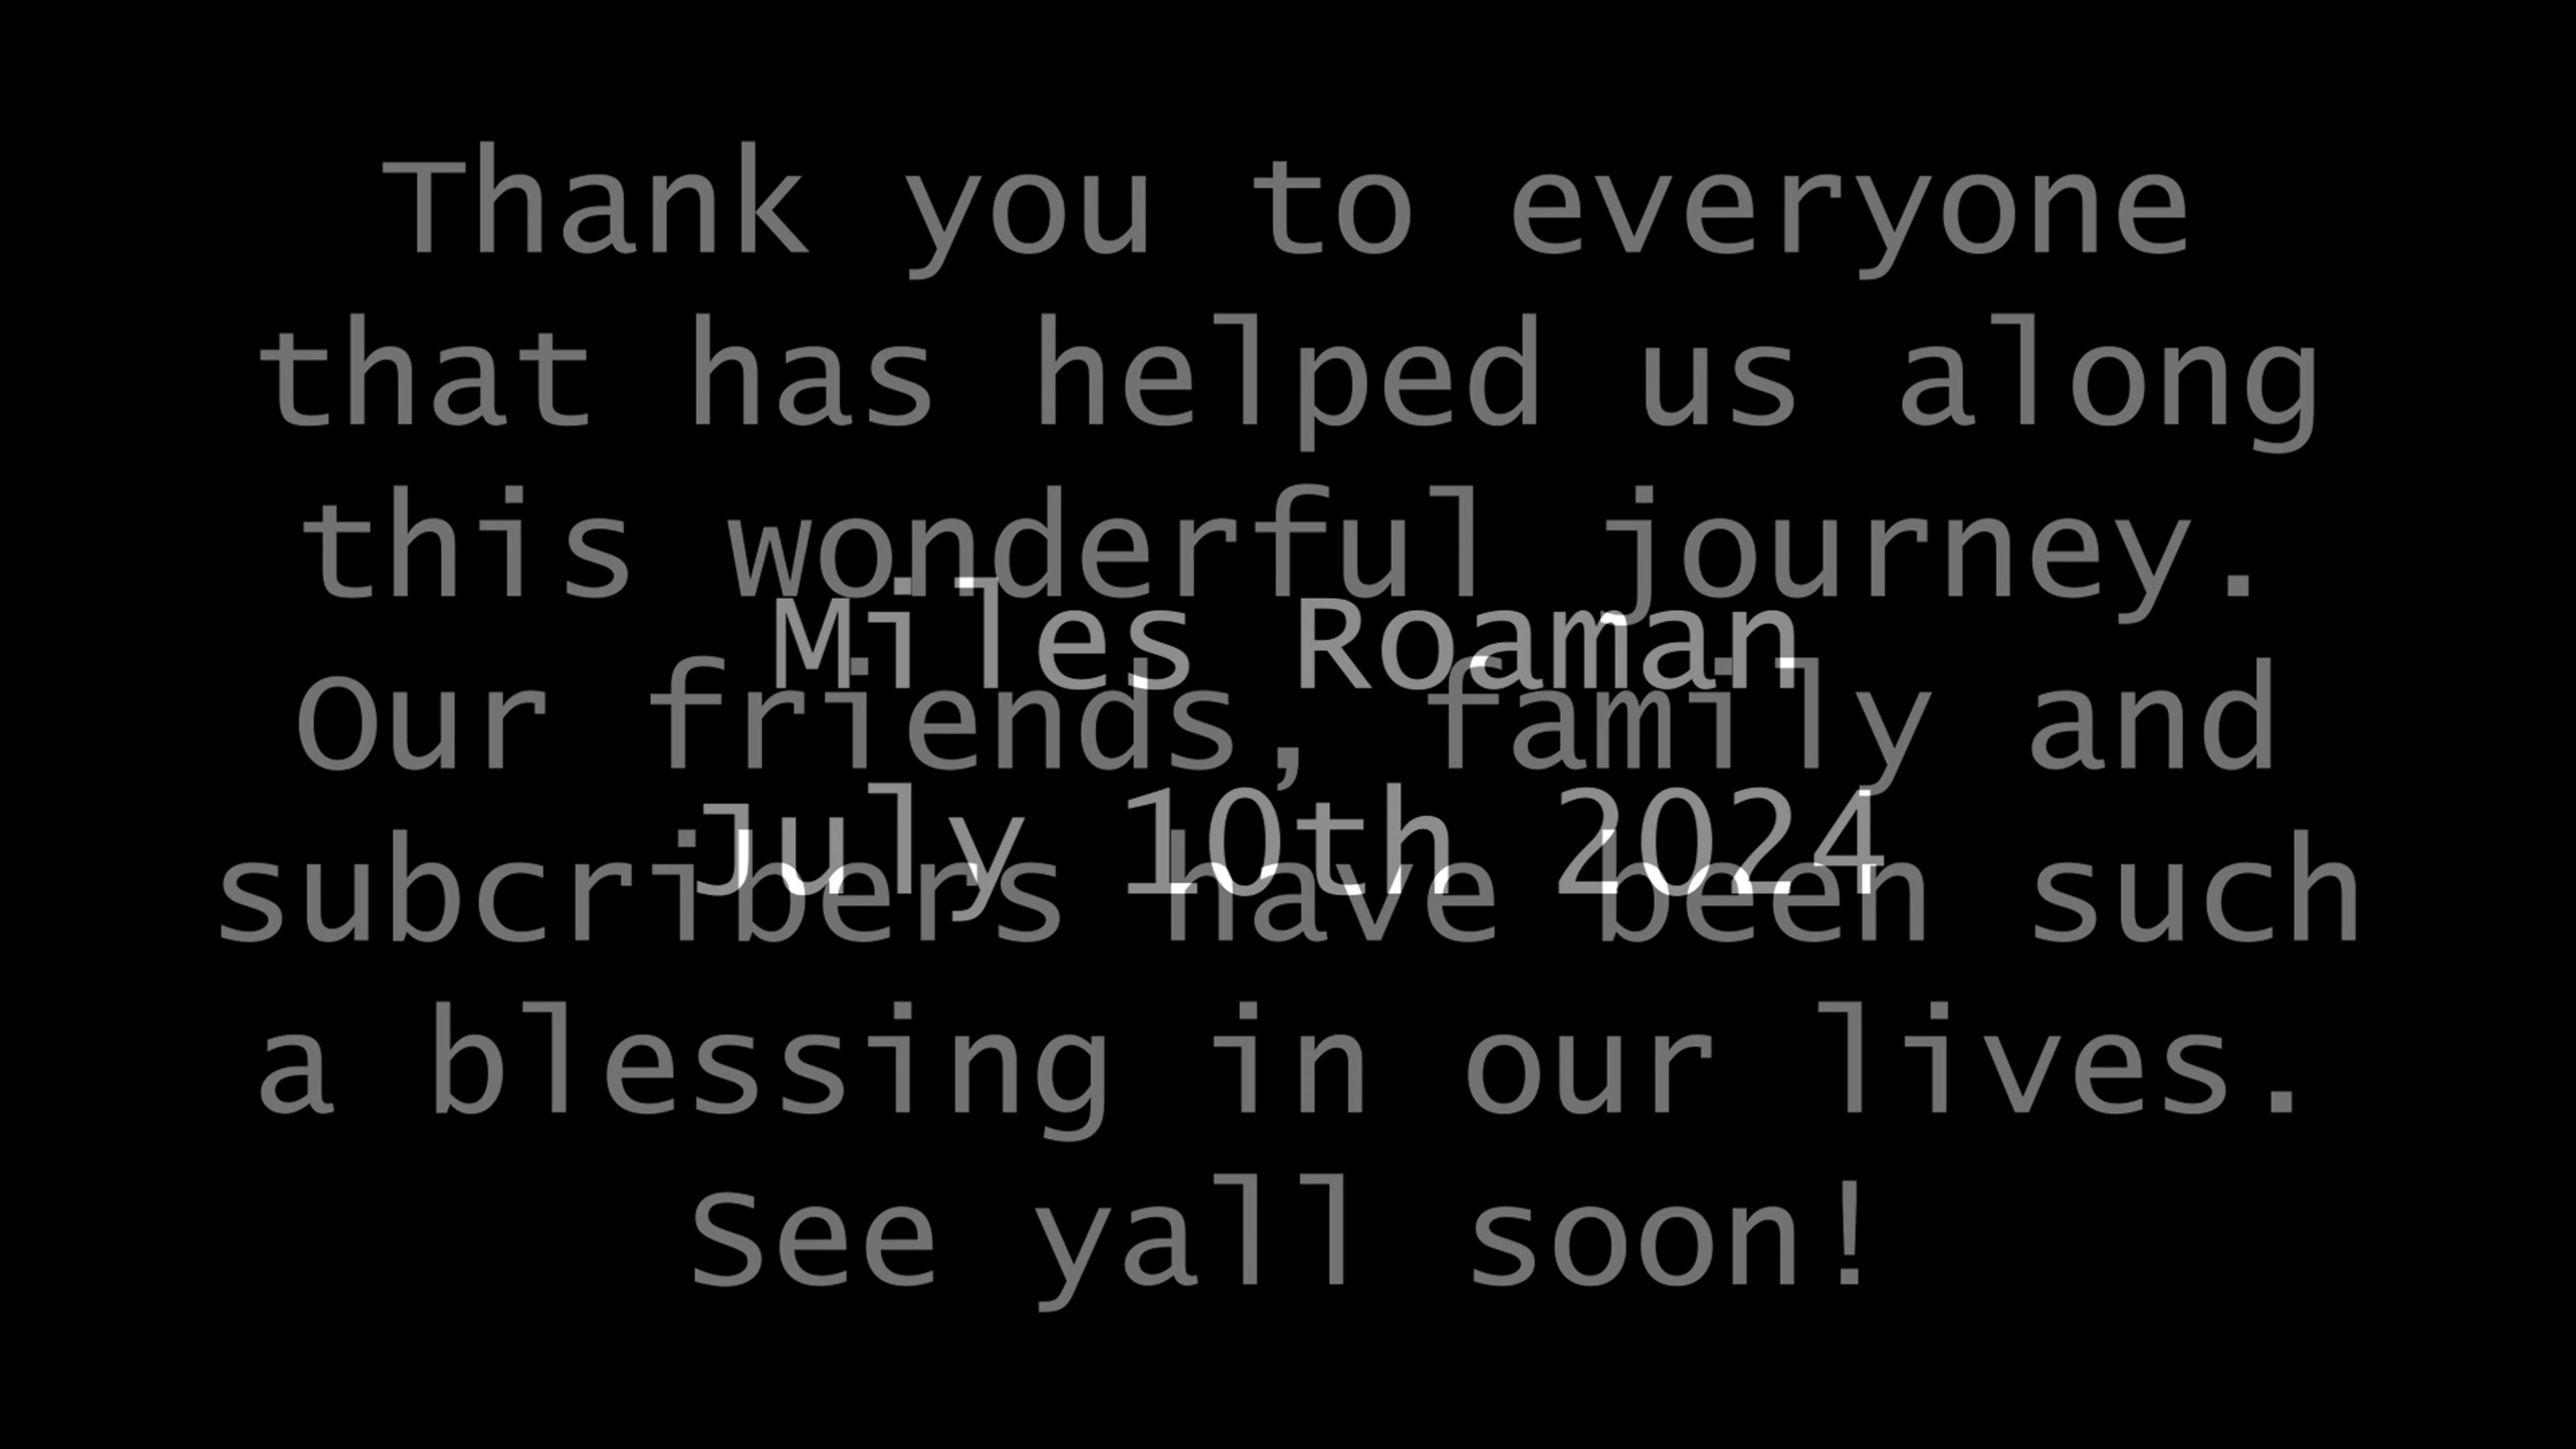 Thank you to everyone
that has helped us along
this wonderful journey.
Miles Roaman
Our friends, family and
July 10th 2024
subcribers have been such
a blessing in our lives.
See yall soon!